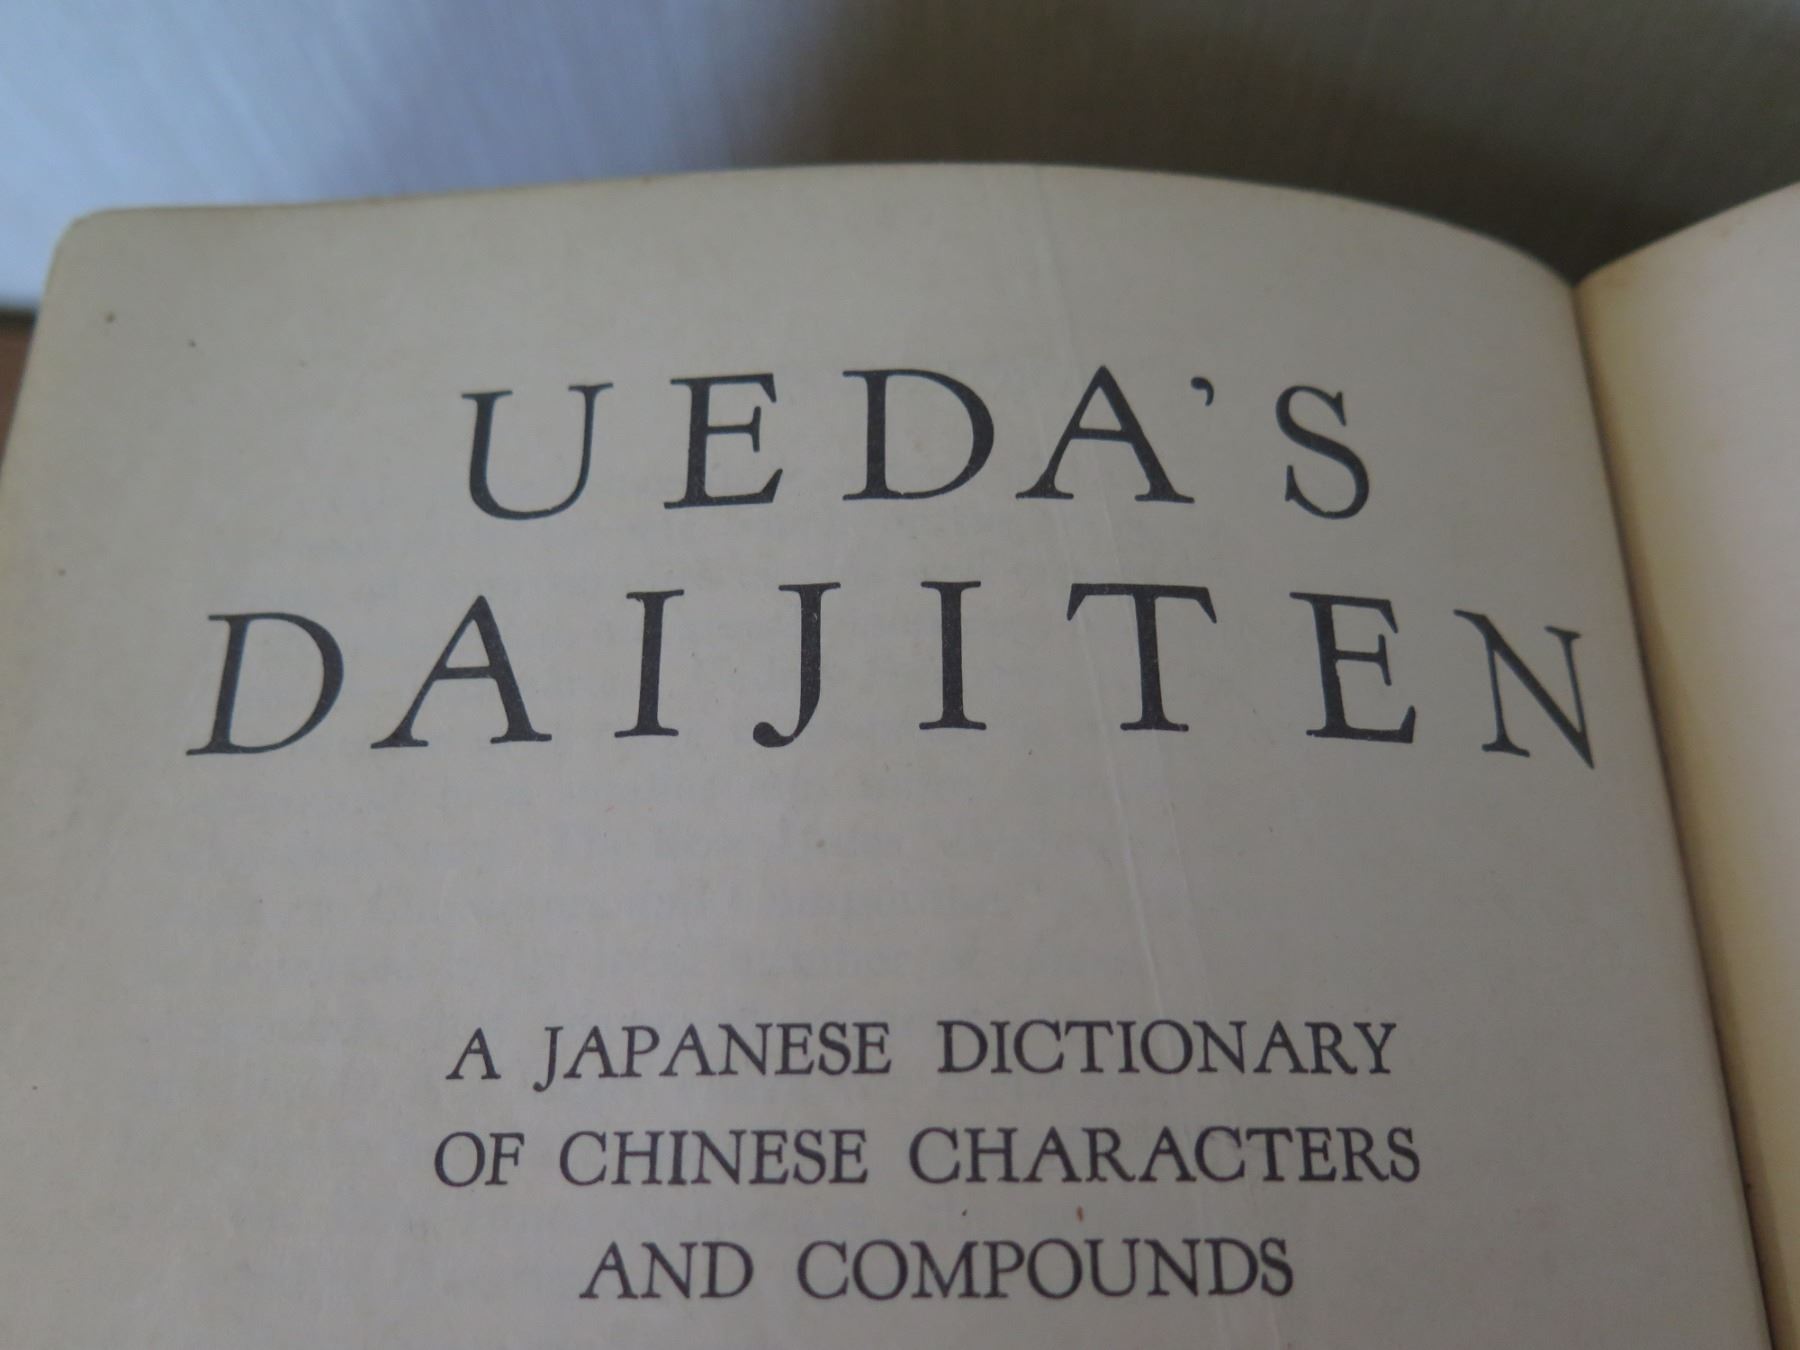 UEDA'S
DAIJITEN
A JAPANESE DICTIONARY
OF CHINESE CHARACTERS
AND COMPOUNDS